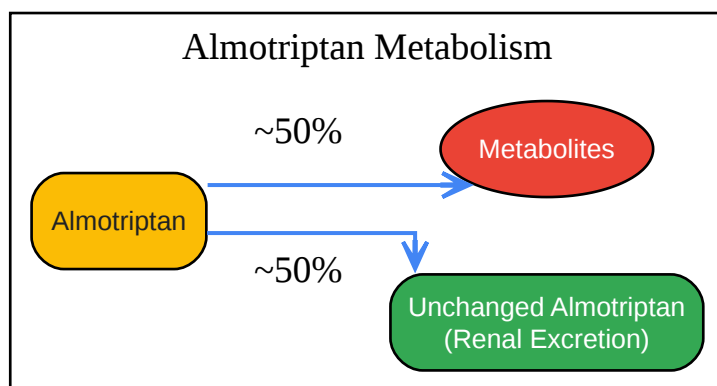 Almotriptan Metabolism
~50%
Metabolites
Almotriptan
~50%
Unchanged Almotriptan
(Renal Excretion)